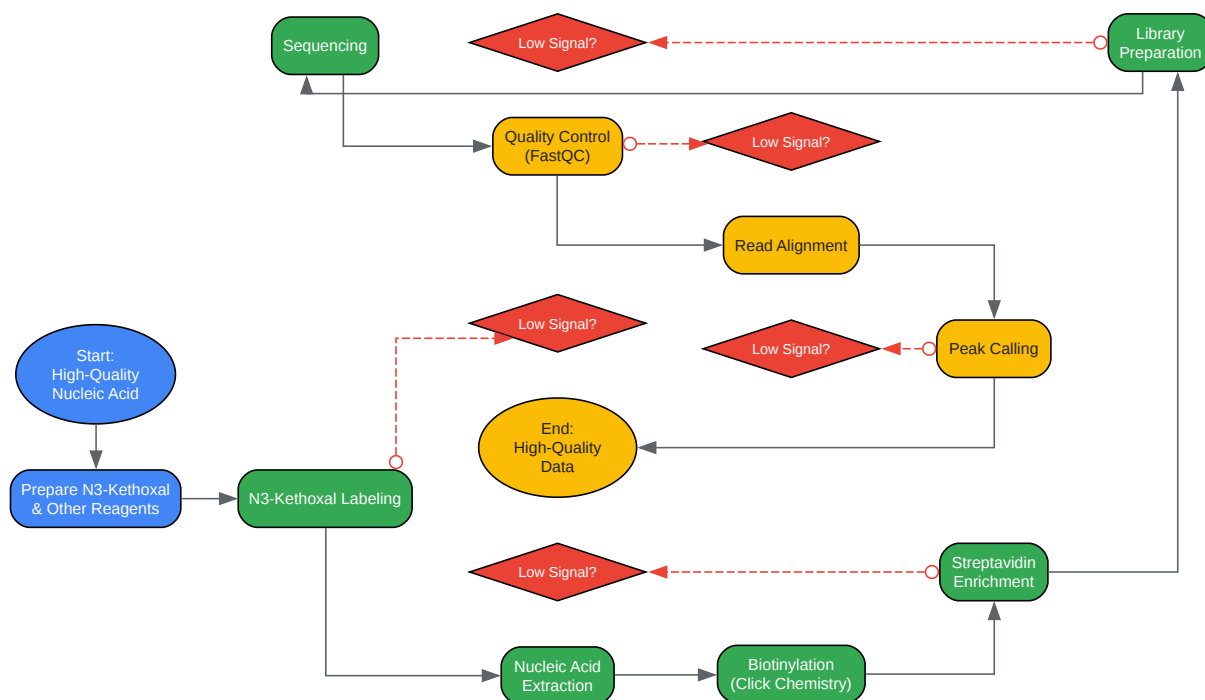 Sequencing
Low Signal?
Library
Preparation
Quality Control
(FastQC)
Low Signal?
Read Alignment
Low Signal?
Low Signal?
Peak Calling
Start:
High-Quality
Nucleic Acid
End:
High-Quality
Data
Prepare N3-Kethoxal
& Other Reagents
N3-Kethoxal Labeling
Low Signal?
Streptavidin
Enrichment
Nucleic Acid
Extraction
Biotinylation
(Click Chemistry)